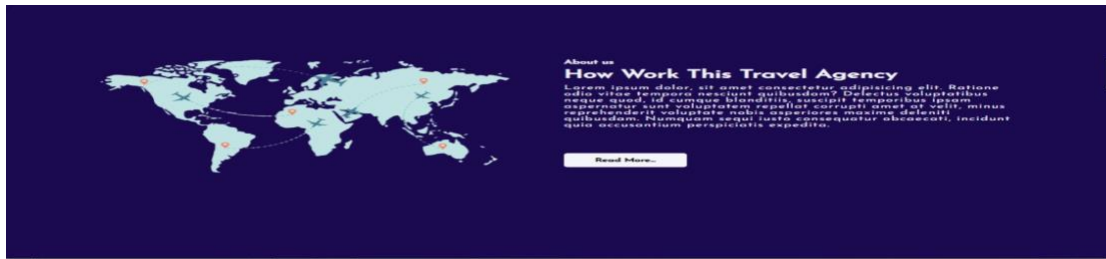 About us
How Work This Travel Agency
Lorem ipsum dolor, sit amet consectetur adipisicing elit. Ratione
odio vitae tempora nesciunt quibusdam? Delectus voluptatibus
neque quod, id cumque blanditiis, suscipit temporibus ipsam
aspernatur sunt voluptatem repellat corrupti amet at velit, minus
reprehenderit voluptate nobis asperiores maxime deleniti
quibusdam. Numquam sequi iusto consequatur abcaecati, incidunt
quia accusantium perspiciatis expedita.
Read More..